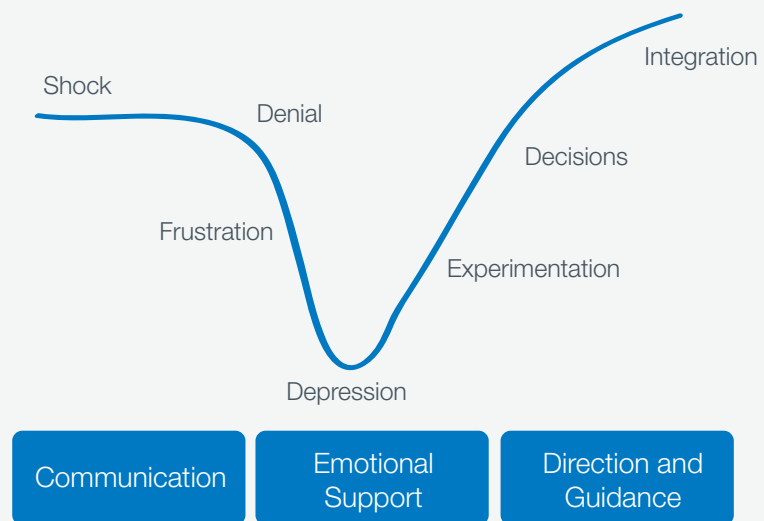 Integration
Shock
Denial
Decisions
Frustration
Experimentation
Depression
Communication
Emotional
Support
Direction and
Guidance